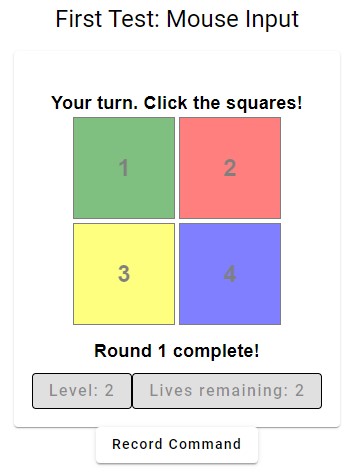 First Test: Mouse Input
Your turn. Click the squares!
1 2
3 4
Round 1 complete!
Level: 2 Lives remaining: 2
Record Command